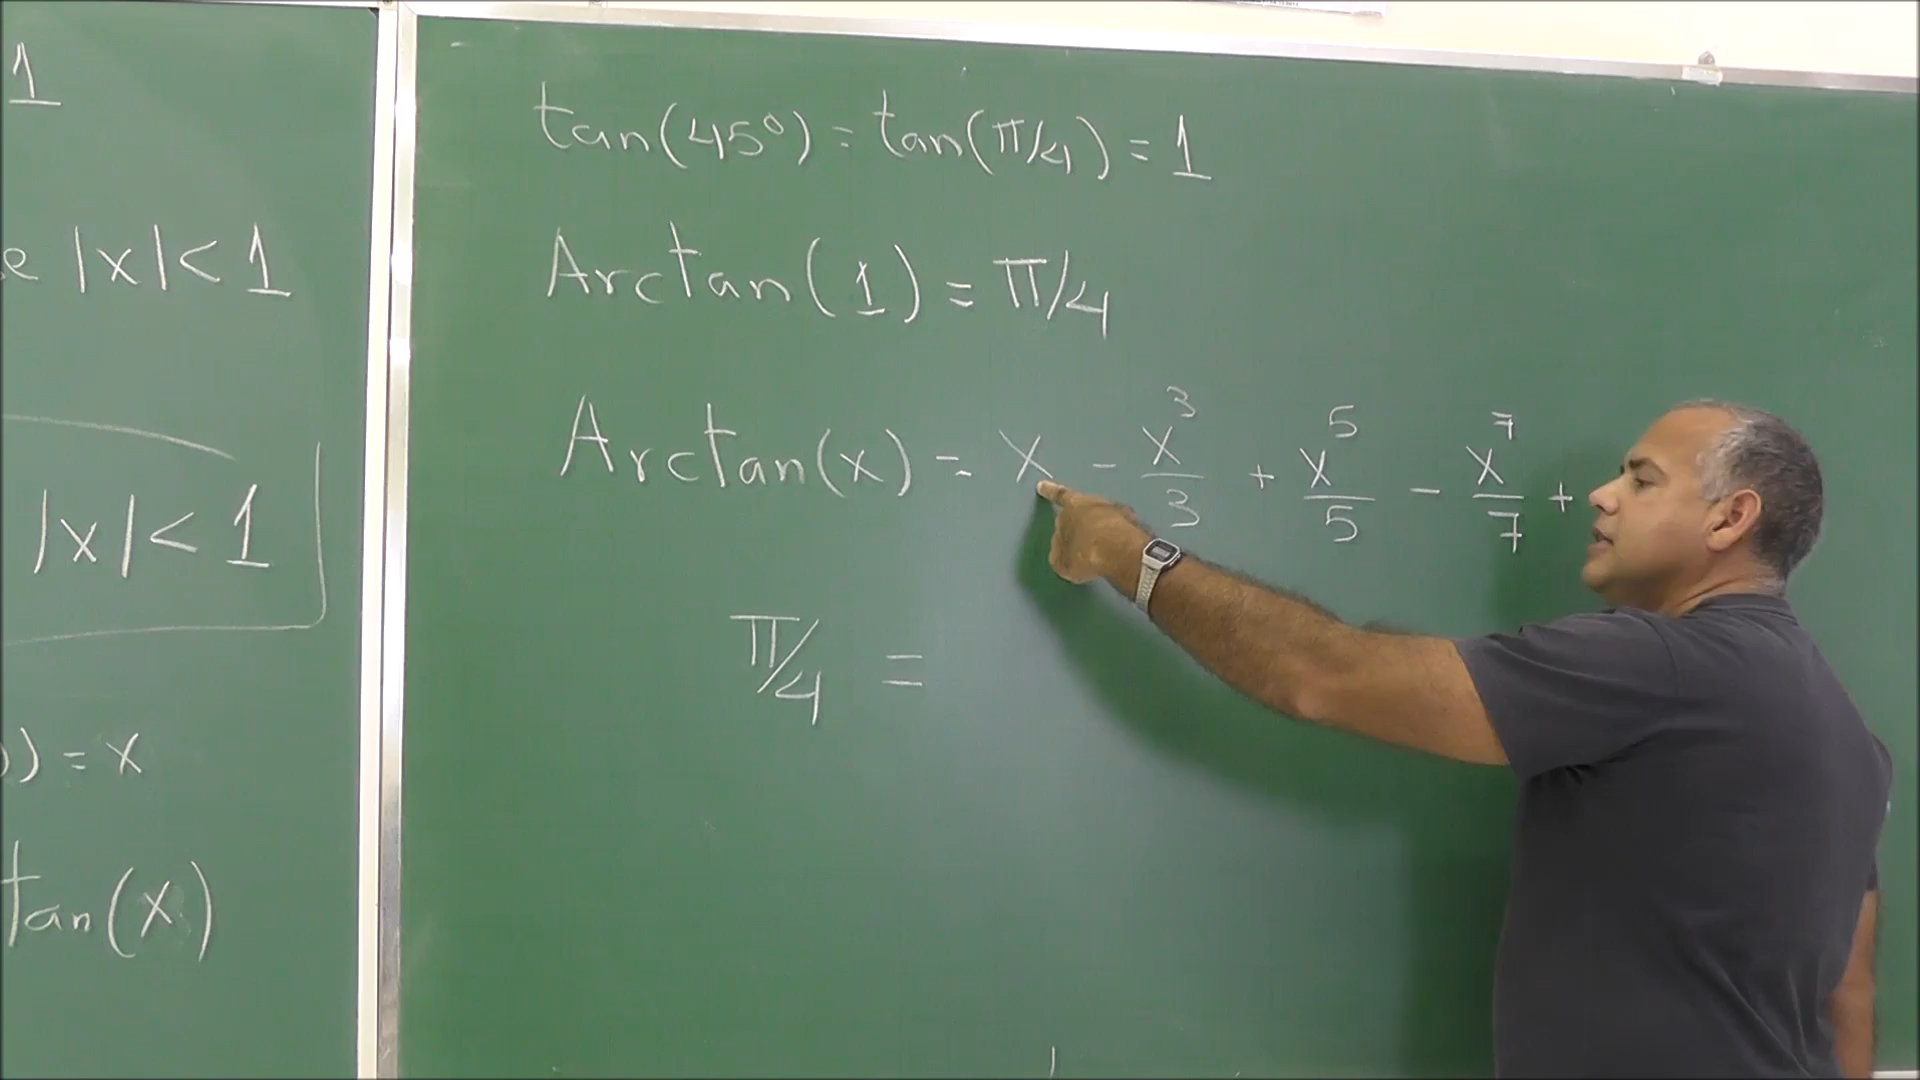 1
e |x| < 1
|x| < 1
) = x
tan(x)
tan(45°) = tan(π/4) = 1
Arctan(1) = π/4
Arctan(x) = x - x³/3 + x⁵/5 - x⁷/7 +
π/4 =